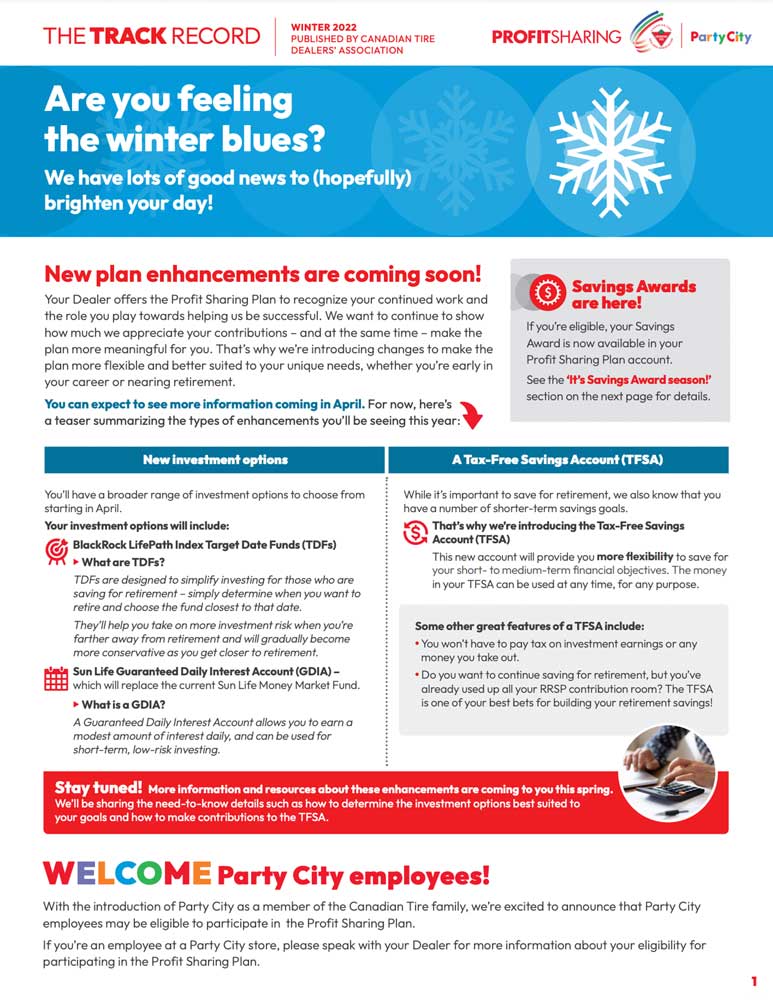 THE TRACK RECORD
WINTER 2022
PUBLISHED BY CANADIAN TIRE
DEALERS' ASSOCIATION
PROFITSHARING
PartyCity
Are you feeling
the winter blues?
We have lots of good news to (hopefully)
brighten your day!
New plan enhancements are coming soon!
Your Dealer offers the Profit Sharing Plan to recognize your continued work and
the role you play towards helping us be successful. We want to continue to show
how much we appreciate your contributions – and at the same time – make the
plan more meaningful for you. That's why we're introducing changes to make the
plan more flexible and better suited to your unique needs, whether you're early in
your career or nearing retirement.
You can expect to see more information coming in April. For now, here's
a teaser summarizing the types of enhancements you'll be seeing this year:
Savings Awards
are here!
If you're eligible, your Savings
Award is now available in your
Profit Sharing Plan account.
See the 'It's Savings Award season!'
section on the next page for details.
New investment options
You'll have a broader range of investment options to choose from
starting in April.
Your investment options will include:
BlackRock LifePath Index Target Date Funds (TDFs)
What are TDFs?
TDFs are designed to simplify investing for those who are
saving for retirement – simply determine when you want to
retire and choose the fund closest to that date.
They'll help you take on more investment risk when you're
farther away from retirement and will gradually become
more conservative as you get closer to retirement.
Sun Life Guaranteed Daily Interest Account (GDIA) –
which will replace the current Sun Life Money Market Fund.
What is a GDIA?
A Guaranteed Daily Interest Account allows you to earn a
modest amount of interest daily, and can be used for
short-term, low-risk investing.
A Tax-Free Savings Account (TFSA)
While it's important to save for retirement, we also know that you
have a number of shorter-term savings goals.
That's why we're introducing the Tax-Free Savings
Account (TFSA)
This new account will provide you more flexibility to save for
your short- to medium-term financial objectives. The money
in your TFSA can be used at any time, for any purpose.
Some other great features of a TFSA include:
• You won't have to pay tax on investment earnings or any
money you take out.
• Do you want to continue saving for retirement, but you've
already used up all your RRSP contribution room? The TFSA
is one of your best bets for building your retirement savings!
Stay tuned! More information and resources about these enhancements are coming to you this spring.
We'll be sharing the need-to-know details such as how to determine the investment options best suited to
your goals and how to make contributions to the TFSA.
WELCOME Party City employees!
With the introduction of Party City as a member of the Canadian Tire family, we're excited to announce that Party City
employees may be eligible to participate in the Profit Sharing Plan.
If you're an employee at a Party City store, please speak with your Dealer for more information about your eligibility for
participating in the Profit Sharing Plan.
1